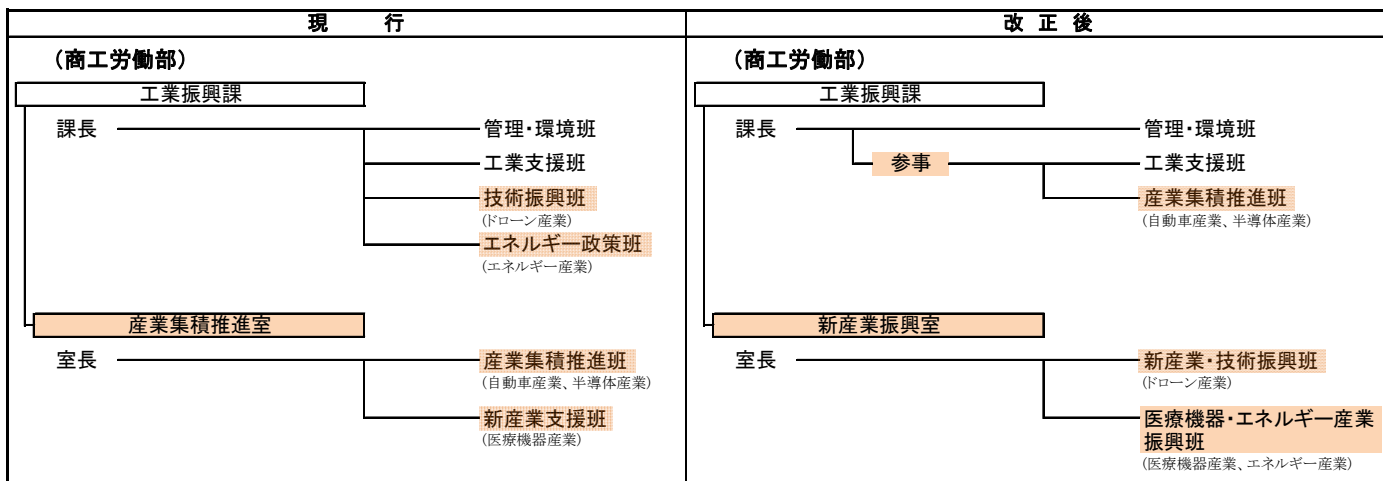 現 行
(商工労働部)
工業振興課
課長
管理・環境班
工業支援班
技術振興班
(ドローン産業)
エネルギー政策班
(エネルギー産業)
産業集積推進室
室長
産業集積推進班
(自動車産業、半導体産業)
新産業支援班
(医療機器産業)
改 正 後
(商工労働部)
工業振興課
課長
管理・環境班
参事
工業支援班
産業集積推進班
(自動車産業、半導体産業)
新産業振興室
室長
新産業・技術振興班
(ドローン産業)
医療機器・エネルギー産業
振興班
(医療機器産業、エネルギー産業)